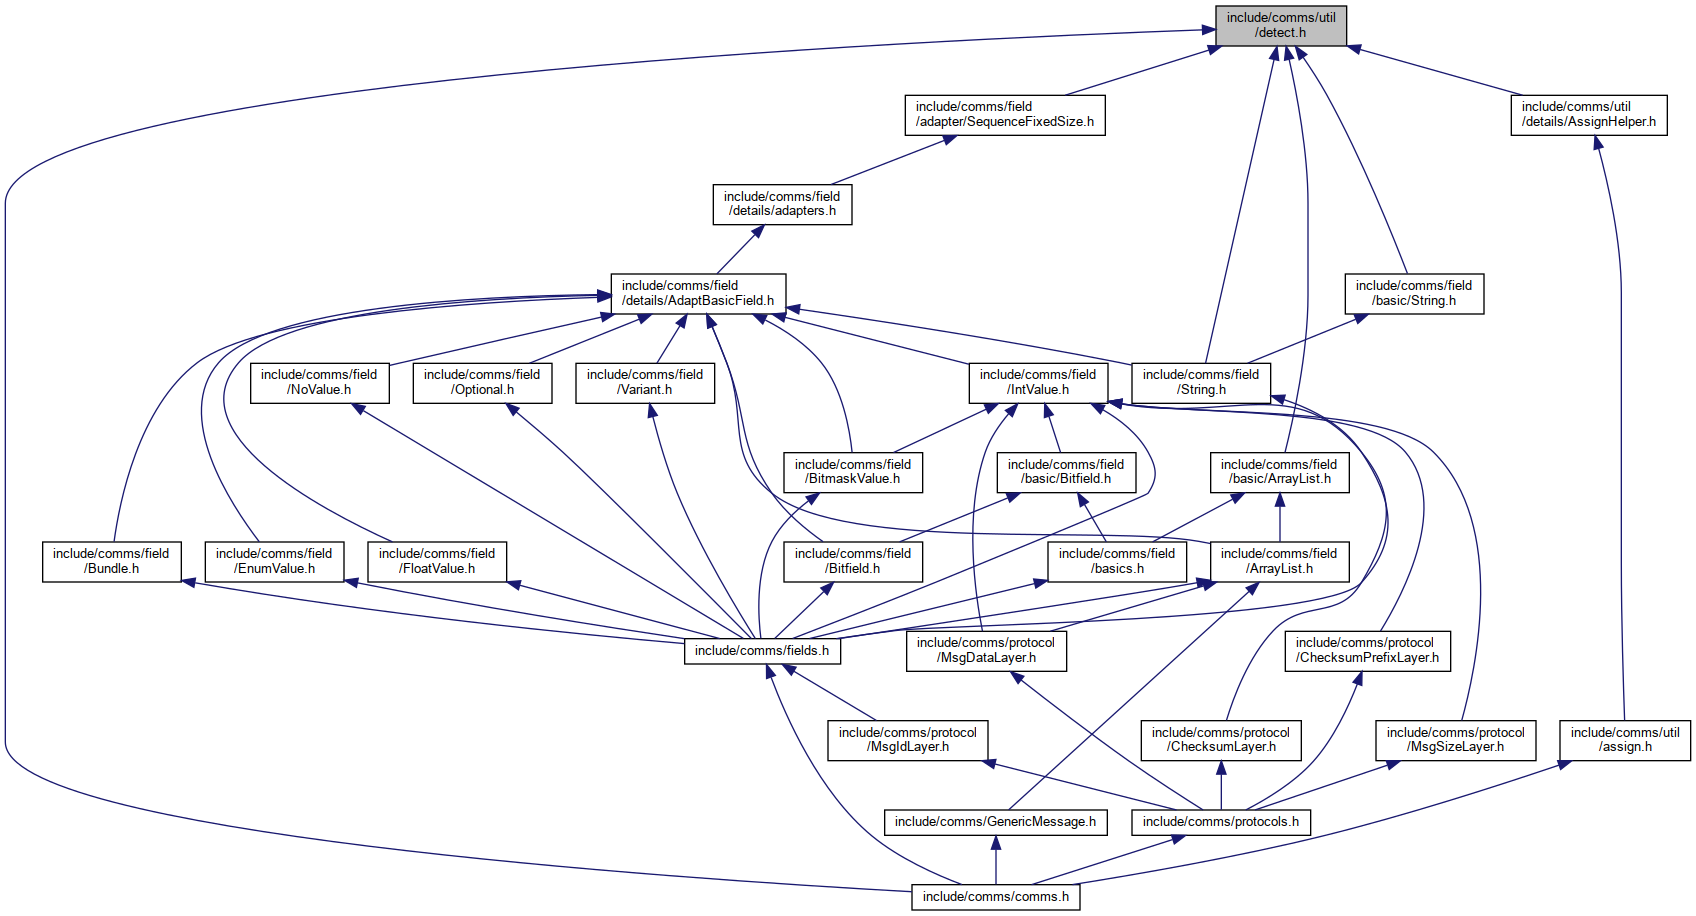 include/comms/util
/detect.h
include/comms/field
/adapter/SequenceFixedSize.h
include/comms/util
/details/AssignHelper.h
include/comms/field
/details/adapters.h
include/comms/field
/details/AdaptBasicField.h
include/comms/field
/basic/String.h
include/comms/field
/NoValue.h
include/comms/field
/Optional.h
include/comms/field
/Variant.h
include/comms/field
/IntValue.h
include/comms/field
/String.h
include/comms/field
/BitmaskValue.h
include/comms/field
/basic/Bitfield.h
include/comms/field
/basic/ArrayList.h
include/comms/field
/Bundle.h
include/comms/field
/EnumValue.h
include/comms/field
/FloatValue.h
include/comms/field
/Bitfield.h
include/comms/field
/basics.h
include/comms/field
/ArrayList.h
include/comms/fields.h
include/comms/protocol
/MsgDataLayer.h
include/comms/protocol
/ChecksumPrefixLayer.h
include/comms/protocol
/MsgIdLayer.h
include/comms/protocol
/ChecksumLayer.h
include/comms/protocol
/MsgSizeLayer.h
include/comms/util
/assign.h
include/comms/GenericMessage.h
include/comms/protocols.h
include/comms/comms.h